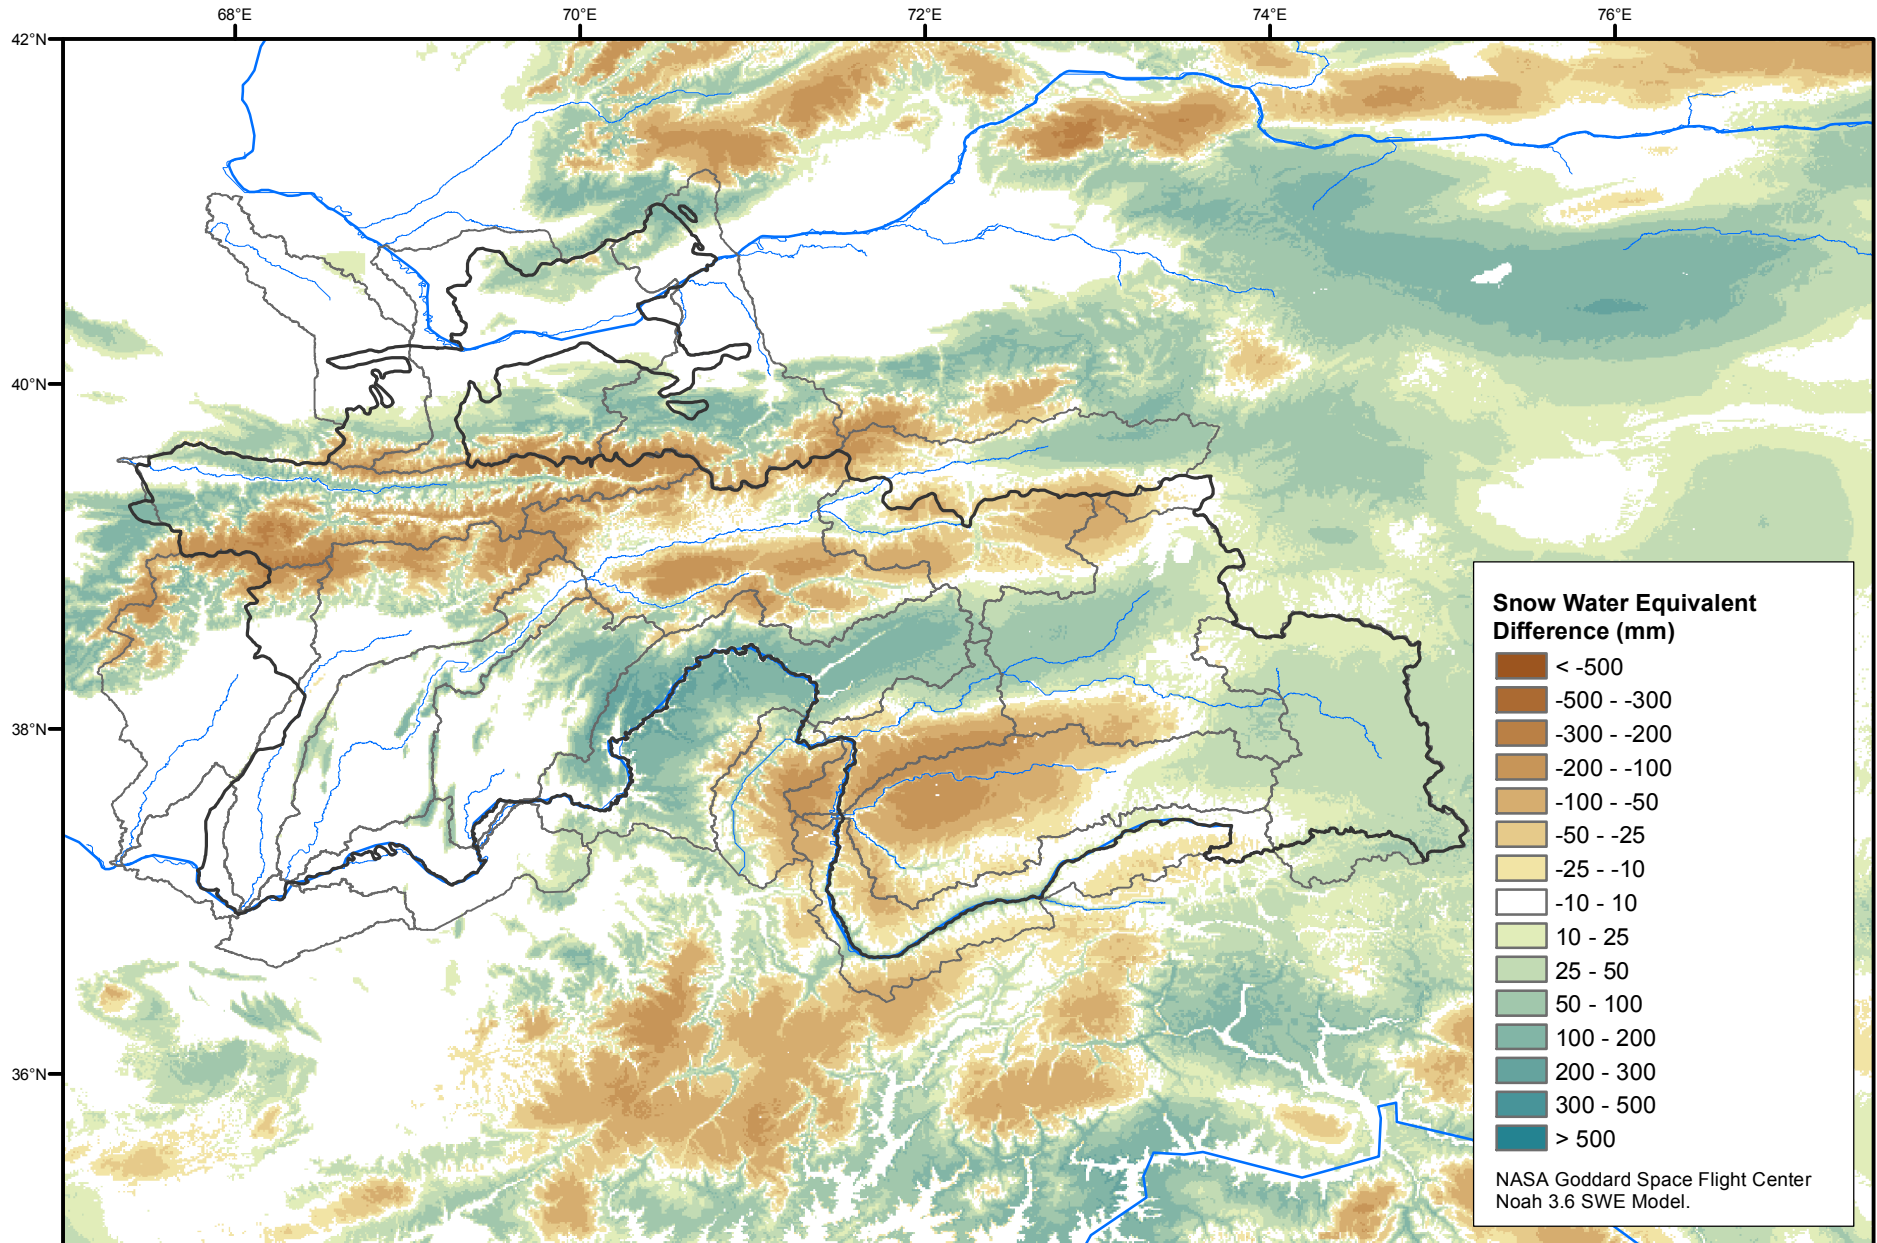 68°E 70°E 72°E 74°E 76°E
42°N
40°N
38°N
36°N
Snow Water Equivalent
Difference (mm)
< -500
-500 - -300
-300 - -200
-200 - -100
-100 - -50
-50 - -25
-25 - -10
-10 - 10
10 - 25
25 - 50
50 - 100
100 - 200
200 - 300
300 - 500
> 500
NASA Goddard Space Flight Center
Noah 3.6 SWE Model.